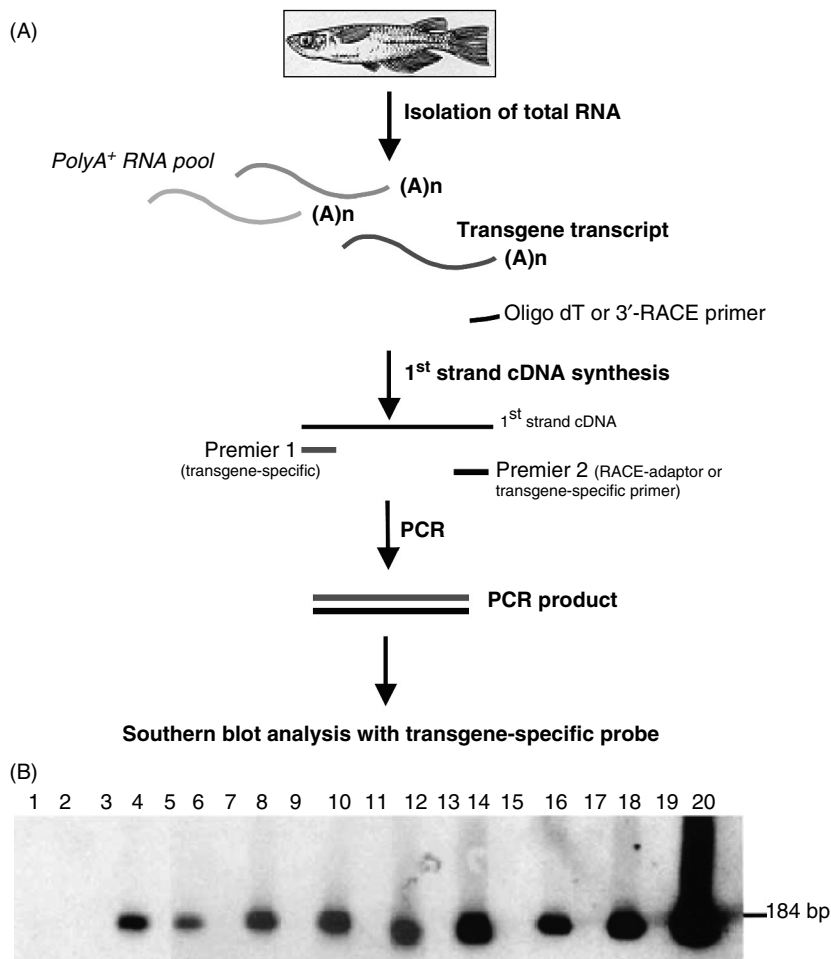 (A)
Isolation of total RNA
PolyA⁺ RNA pool
(A)n
(A)n
Transgene transcript
(A)n
Oligo dT or 3′-RACE primer
1st strand cDNA synthesis
1st strand cDNA
Premier 1
(transgene-specific)
Premier 2 (RACE-adaptor or
transgene-specific primer)
PCR
PCR product
Southern blot analysis with transgene-specific probe
(B)
1 2 3 4 5 6 7 8 9 10 11 12 13 14 15 16 17 18 19 20
184 bp